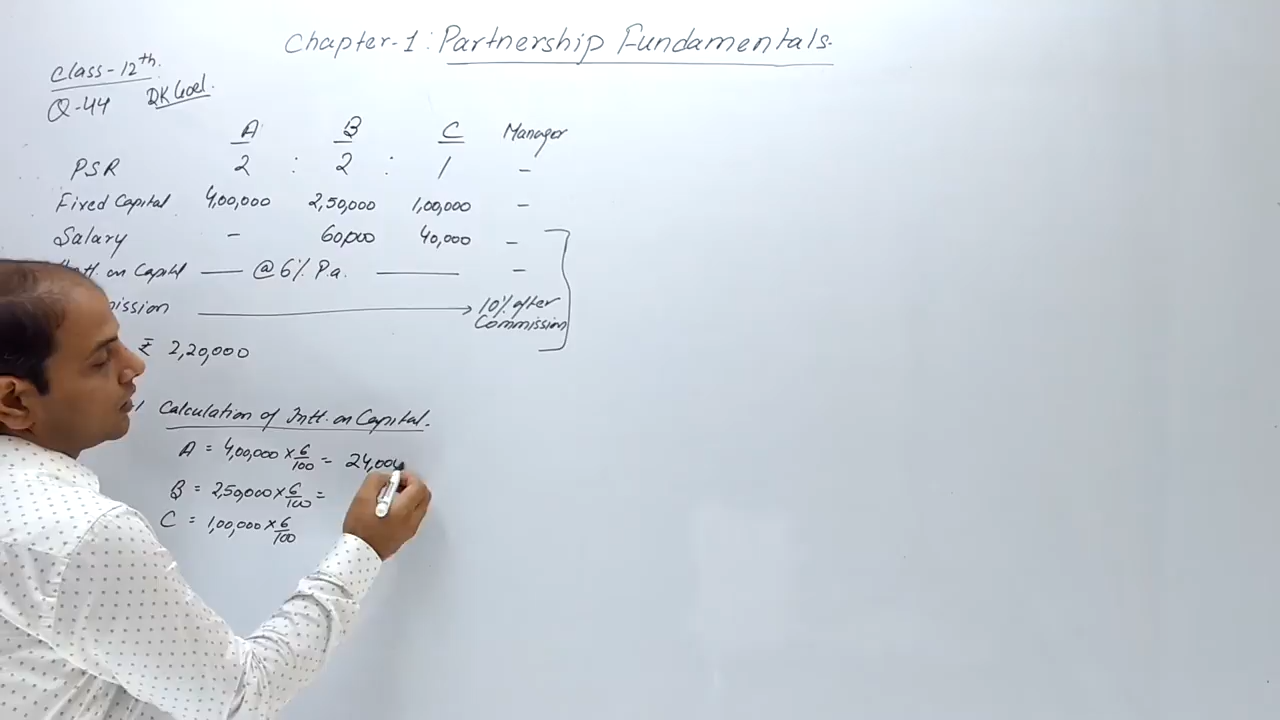 Chapter-1: Partnership Fundamentals.
Class-12th.
Q-44 DK Goel.
A B C Manager
PSR 2 : 2 : 1 -
Fixed Capital 4,00,000 2,50,000 1,00,000 -
Salary - 60,000 40,000 -
Intt. on Capital — @ 6% P.a. — -
mission 10% after
Commission
₹ 2,20,000
Calculation of Intt. on Capital.
A = 4,00,000 × 6/100 = 24,000
B = 2,50,000 × 6/100 =
C = 1,00,000 × 6/100